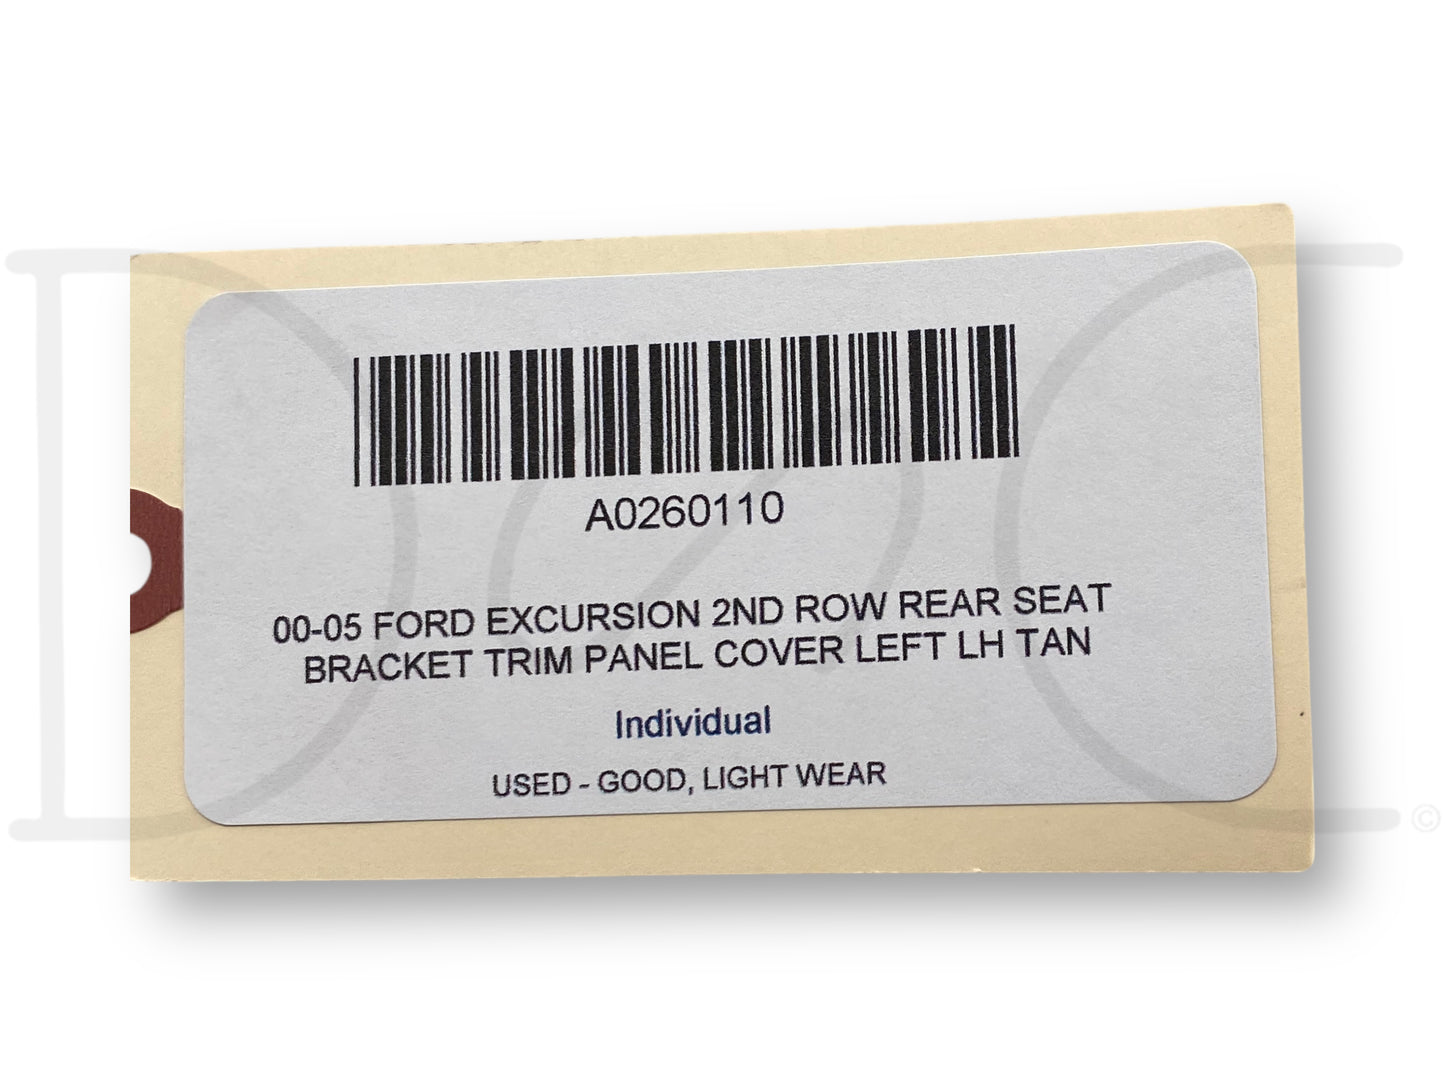 A0260110
00-05 FORD EXCURSION 2ND ROW REAR SEAT
BRACKET TRIM PANEL COVER LEFT LH TAN
Individual
USED - GOOD, LIGHT WEAR
©